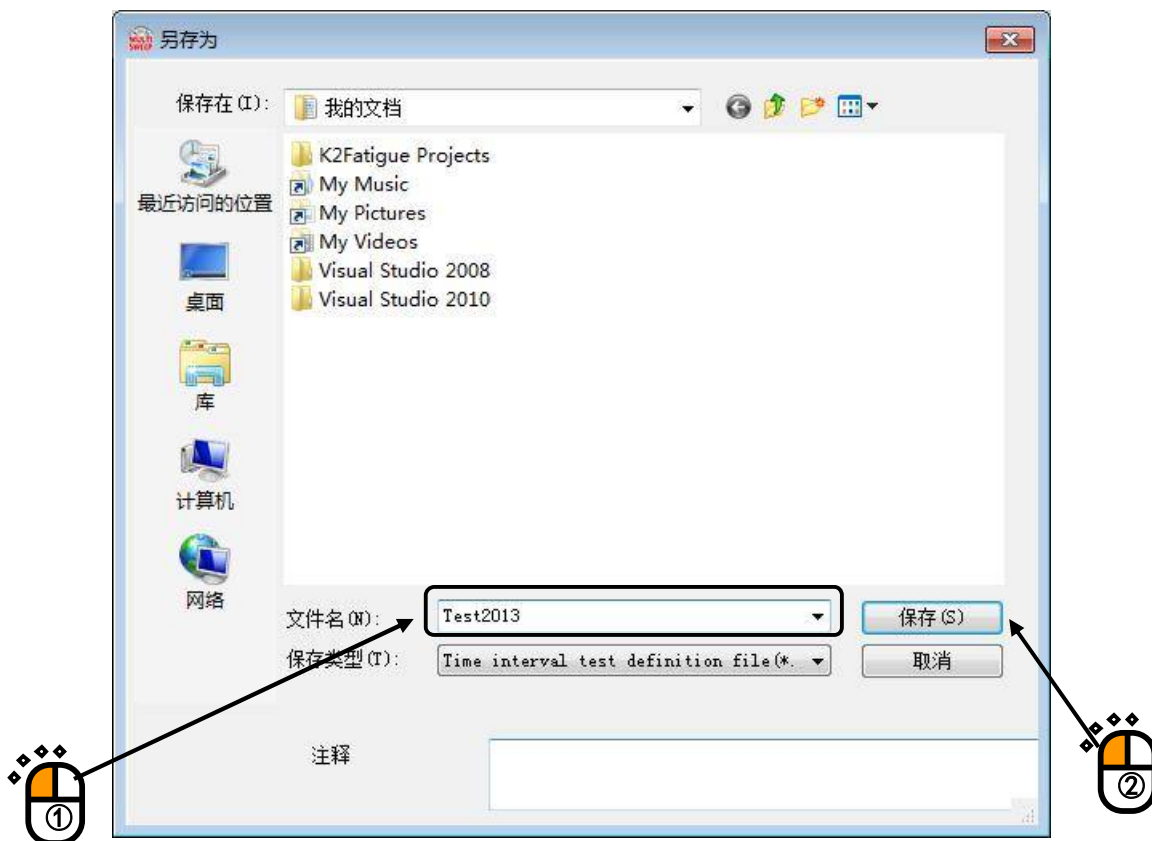 MULTI SWEEP 另存为
保存在(I): 我的文档
K2Fatigue Projects
My Music
My Pictures
My Videos
Visual Studio 2008
Visual Studio 2010
最近访问的位置
桌面
库
计算机
网络
文件名(N): Test2013 保存(S)
保存类型(T): Time interval test definition file(*. 取消
注释
①
②